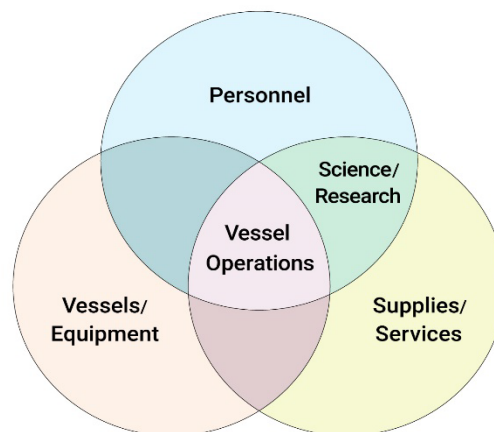 Personnel
Science/
Research
Vessel
Operations
Vessels/
Equipment
Supplies/
Services